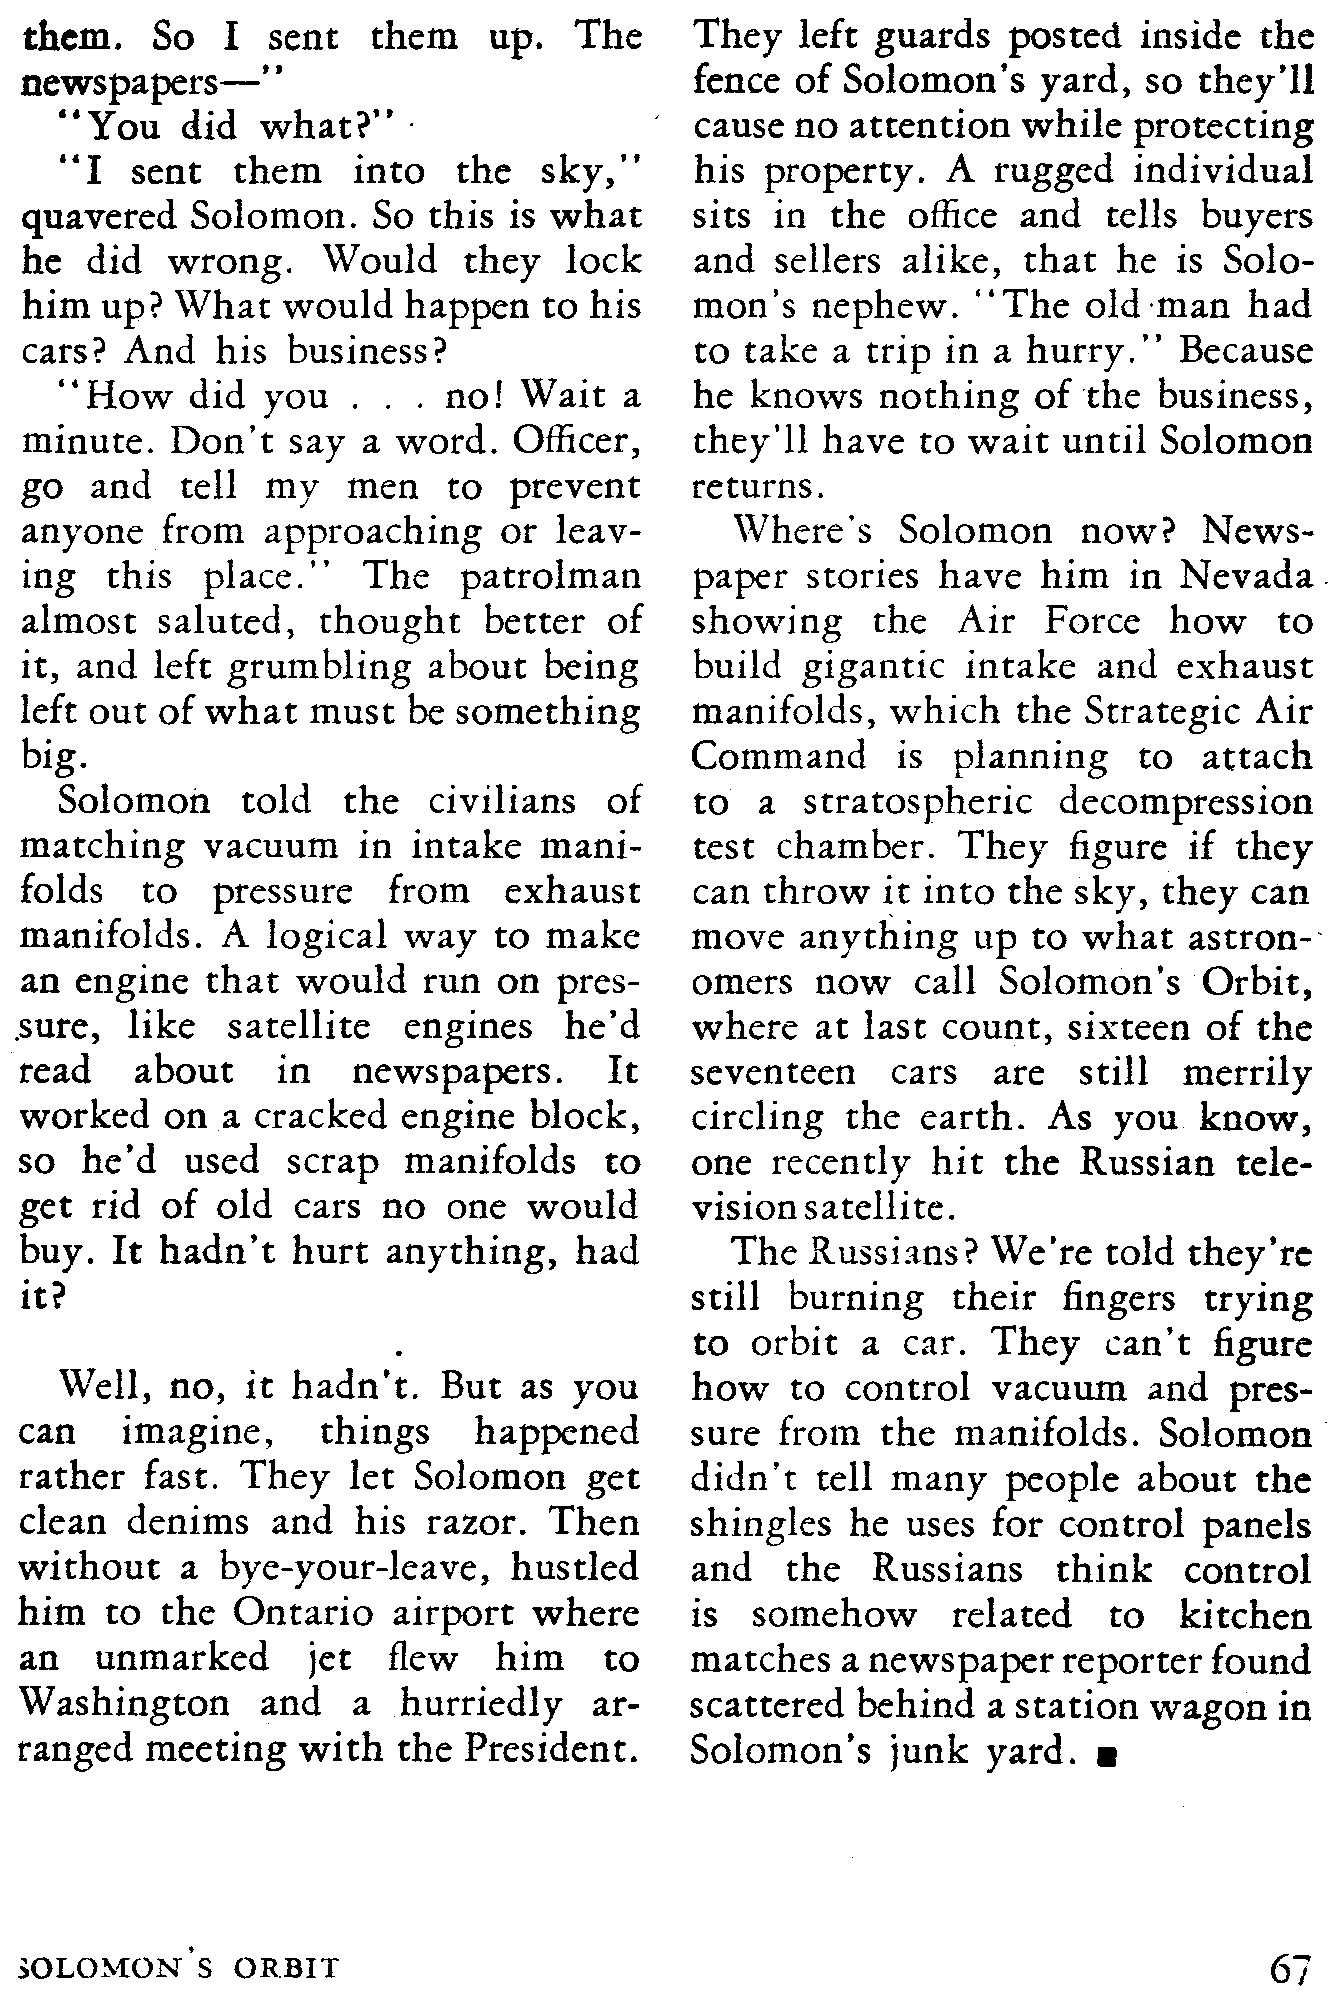 them. So I sent them up. The
newspapers—"
"You did what?"
"I sent them into the sky,"
quavered Solomon. So this is what
he did wrong. Would they lock
him up? What would happen to his
cars? And his business?
"How did you . . . no! Wait a
minute. Don't say a word. Officer,
go and tell my men to prevent
anyone from approaching or leav-
ing this place." The patrolman
almost saluted, thought better of
it, and left grumbling about being
left out of what must be something
big.
Solomon told the civilians of
matching vacuum in intake mani-
folds to pressure from exhaust
manifolds. A logical way to make
an engine that would run on pres-
sure, like satellite engines he'd
read about in newspapers. It
worked on a cracked engine block,
so he'd used scrap manifolds to
get rid of old cars no one would
buy. It hadn't hurt anything, had
it?
Well, no, it hadn't. But as you
can imagine, things happened
rather fast. They let Solomon get
clean denims and his razor. Then
without a bye-your-leave, hustled
him to the Ontario airport where
an unmarked jet flew him to
Washington and a hurriedly ar-
ranged meeting with the President.
They left guards posted inside the
fence of Solomon's yard, so they'll
cause no attention while protecting
his property. A rugged individual
sits in the office and tells buyers
and sellers alike, that he is Solo-
mon's nephew. "The old man had
to take a trip in a hurry." Because
he knows nothing of the business,
they'll have to wait until Solomon
returns.
Where's Solomon now? News-
paper stories have him in Nevada
showing the Air Force how to
build gigantic intake and exhaust
manifolds, which the Strategic Air
Command is planning to attach
to a stratospheric decompression
test chamber. They figure if they
can throw it into the sky, they can
move anything up to what astron-
omers now call Solomon's Orbit,
where at last count, sixteen of the
seventeen cars are still merrily
circling the earth. As you know,
one recently hit the Russian tele-
vision satellite.
The Russians? We're told they're
still burning their fingers trying
to orbit a car. They can't figure
how to control vacuum and pres-
sure from the manifolds. Solomon
didn't tell many people about the
shingles he uses for control panels
and the Russians think control
is somehow related to kitchen
matches a newspaper reporter found
scattered behind a station wagon in
Solomon's junk yard. ■
SOLOMON'S ORBIT
67